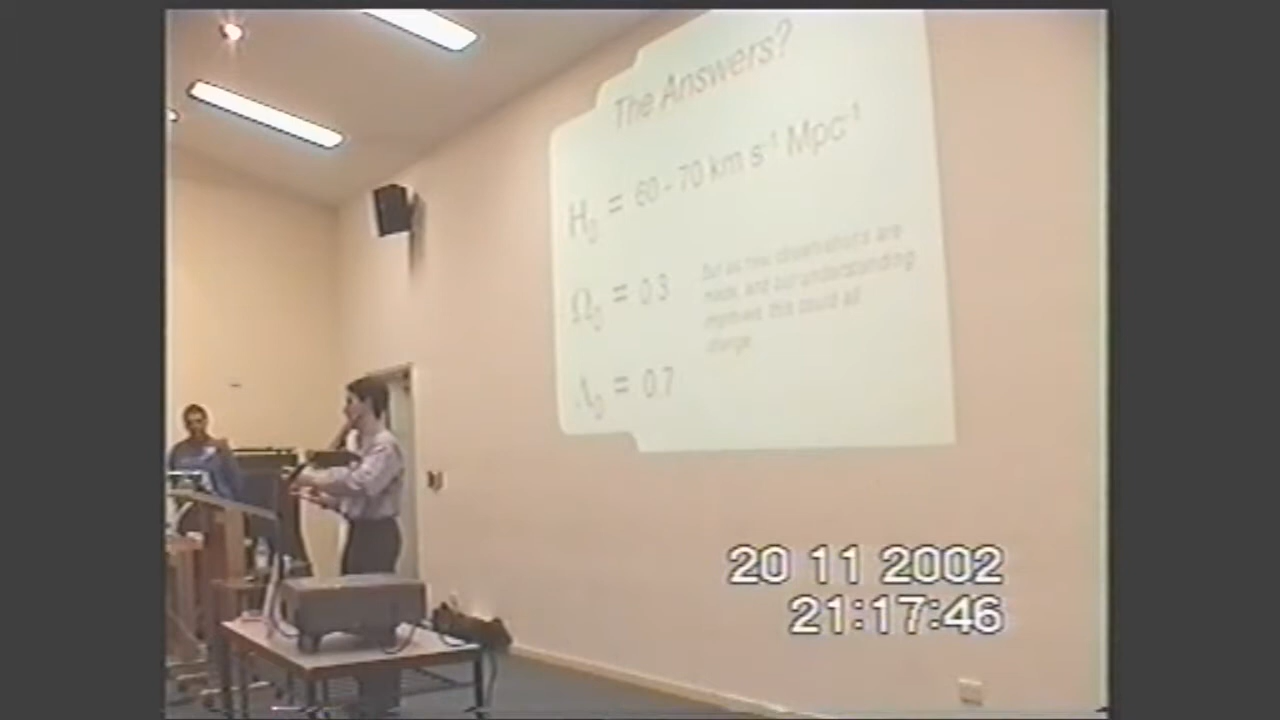 The Answers?
H₀ = 60 - 70 km s⁻¹ Mpc⁻¹
Ω₀ = 0.3
But as new observations are
made, and our understanding
improves, this could all
change.
Λ₀ = 0.7
20 11 2002
21:17:46